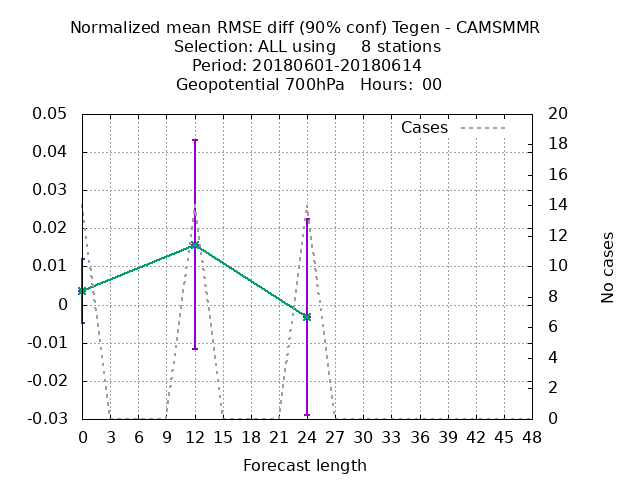 Normalized mean RMSE diff (90% conf) Tegen - CAMSMMR
Selection: ALL using 8 stations
Period: 20180601-20180614
Geopotential 700hPa Hours: 00
Cases
0.05
0.04
0.03
0.02
0.01
0
-0.01
-0.02
-0.03
20
18
16
14
12
10
8
6
4
2
0
No cases
0 3 6 9 12 15 18 21 24 27 30 33 36 39 42 45 48
Forecast length